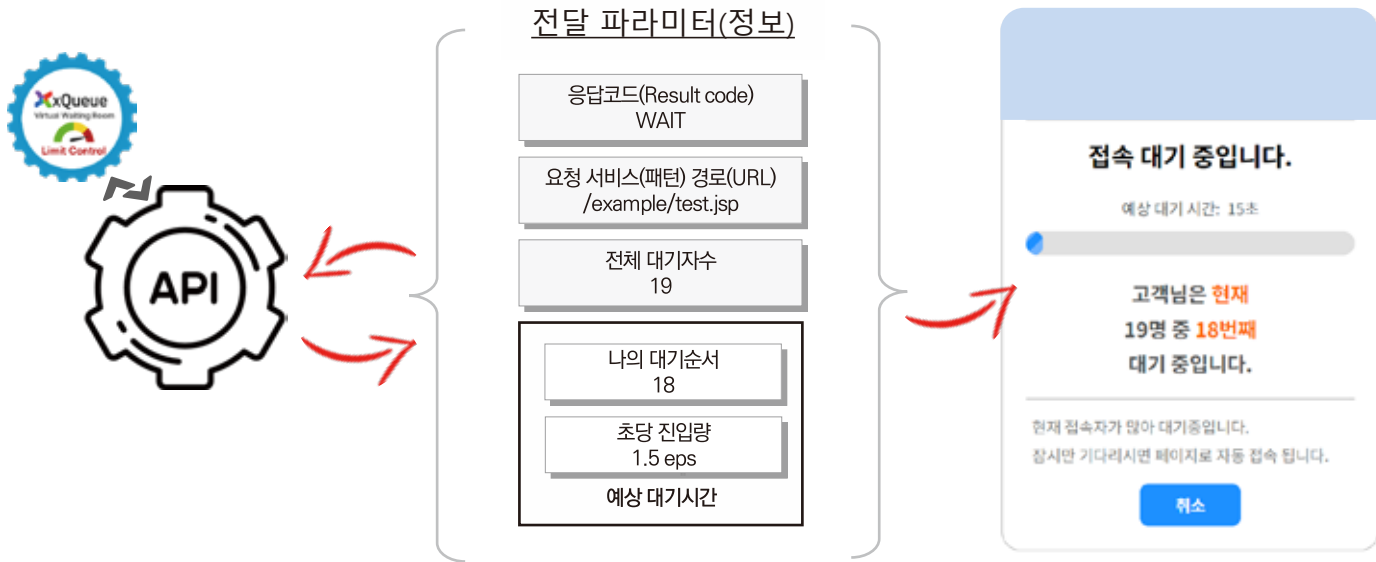 xQueue
Virtual Waiting Room
Limit Control
API
전달 파라미터(정보)
응답코드(Result code)
WAIT
요청 서비스(패턴) 경로(URL)
/example/test.jsp
전체 대기자수
19
나의 대기순서
18
초당 진입량
1.5 eps
예상 대기시간
접속 대기 중입니다.
예상 대기 시간: 15초
고객님은 현재
19명 중 18번째
대기 중입니다.
현재 접속자가 많아 대기중입니다.
잠시만 기다리시면 페이지로 자동 접속 됩니다.
취소